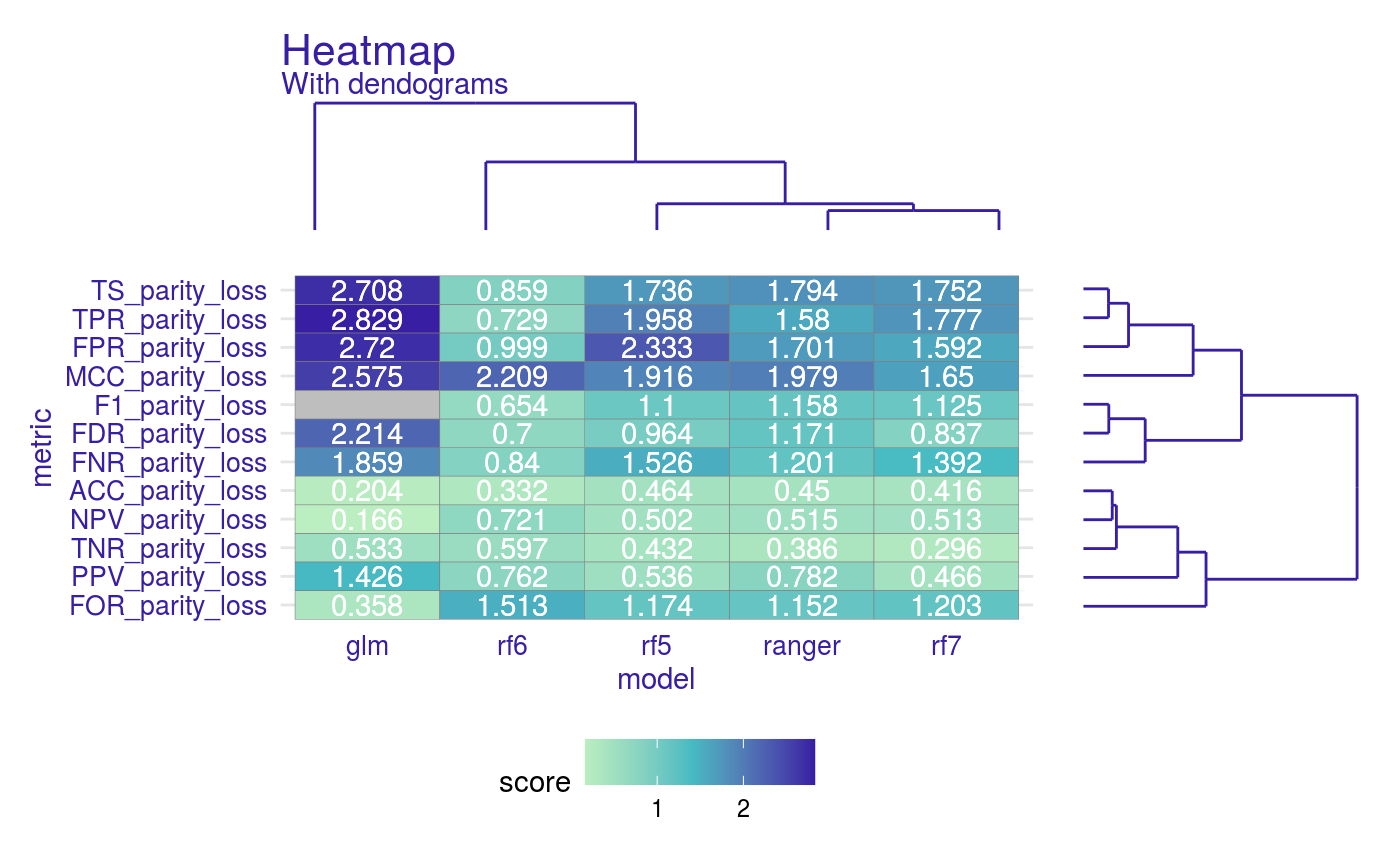 Heatmap
With dendograms
metric
TS_parity_loss 2.708 0.859 1.736 1.794 1.752
TPR_parity_loss 2.829 0.729 1.958 1.58 1.777
FPR_parity_loss 2.72 0.999 2.333 1.701 1.592
MCC_parity_loss 2.575 2.209 1.916 1.979 1.65
F1_parity_loss 0.654 1.1 1.158 1.125
FDR_parity_loss 2.214 0.7 0.964 1.171 0.837
FNR_parity_loss 1.859 0.84 1.526 1.201 1.392
ACC_parity_loss 0.204 0.332 0.464 0.45 0.416
NPV_parity_loss 0.166 0.721 0.502 0.515 0.513
TNR_parity_loss 0.533 0.597 0.432 0.386 0.296
PPV_parity_loss 1.426 0.762 0.536 0.782 0.466
FOR_parity_loss 0.358 1.513 1.174 1.152 1.203
glm rf6 rf5 ranger rf7
model
score
1 2